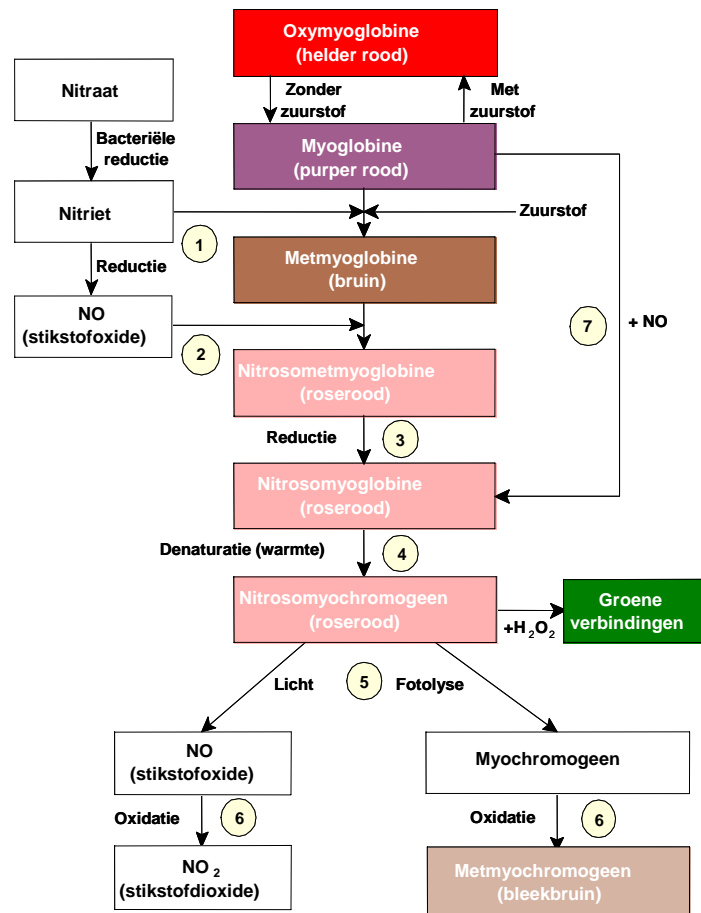 Oxymyoglobine
(helder rood)
Nitraat
Zonder
zuurstof
Met
zuurstof
Bacteriële
reductie
Myoglobine
(purper rood)
Nitriet
1
Zuurstof
Reductie
Metmyoglobine
(bruin)
NO
(stikstofoxide)
2
7
+ NO
Nitrosometmyoglobine
(roserood)
Reductie
3
Nitrosomyoglobine
(roserood)
Denaturatie (warmte)
4
Nitrosomyochromogeen
(roserood)
+H₂O₂
Groene
verbindingen
Licht
5
Fotolyse
NO
(stikstofoxide)
Myochromogeen
Oxidatie
6
Oxidatie
6
NO₂
(stikstofdioxide)
Metmyochromogeen
(bleekbruin)